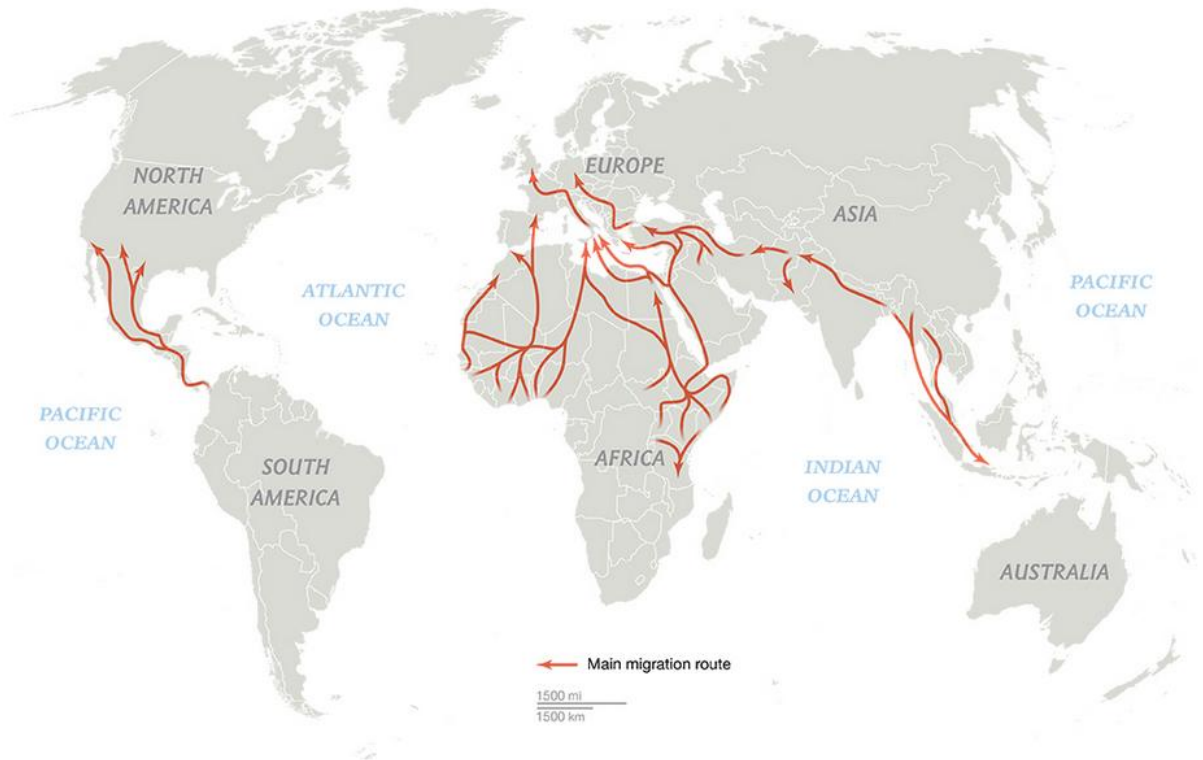 NORTH
AMERICA
EUROPE
ASIA
ATLANTIC
OCEAN
PACIFIC
OCEAN
PACIFIC
OCEAN
SOUTH
AMERICA
AFRICA
INDIAN
OCEAN
AUSTRALIA
Main migration route
1500 mi
1500 km